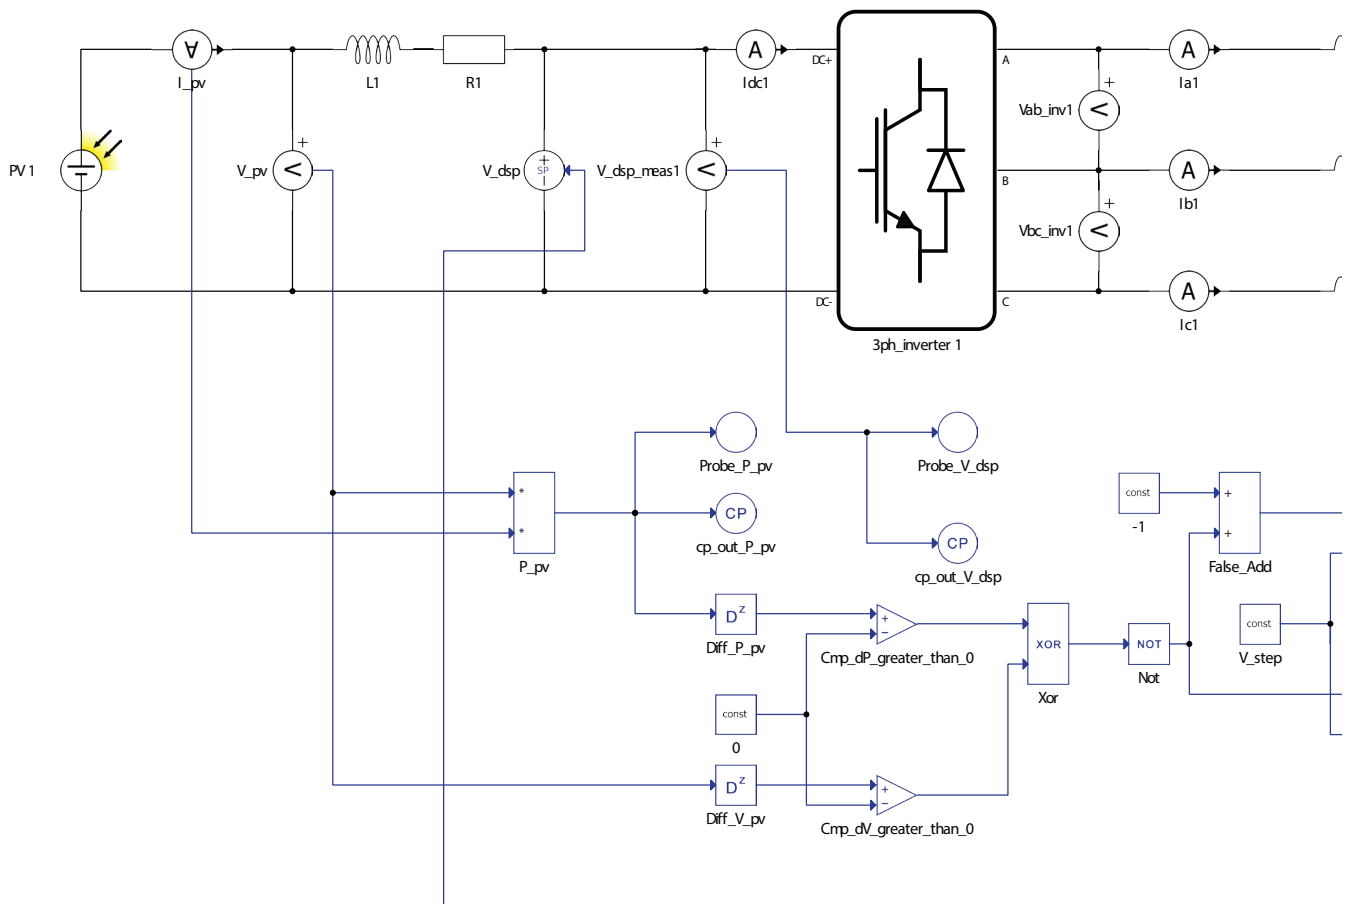 I_pv
L1
R1
Idc1
DC+
A
A
A
Ia1
PV 1
V_pv
+
V
V_dsp
+
SP
V_dsp_meas1
+
V
Vab_inv1
+
V
B
A
Ib1
Vbc_inv1
+
V
DC-
C
A
Ic1
3ph_inverter 1
Probe_P_pv
Probe_V_dsp
*
*
P_pv
CP
cp_out_P_pv
CP
cp_out_V_dsp
const
-1
+
+
False_Add
const
V_step
Dz
Diff_P_pv
+
−
Cmp_dP_greater_than_0
XOR
Xor
NOT
Not
const
0
Dz
Diff_V_pv
+
−
Cmp_dV_greater_than_0